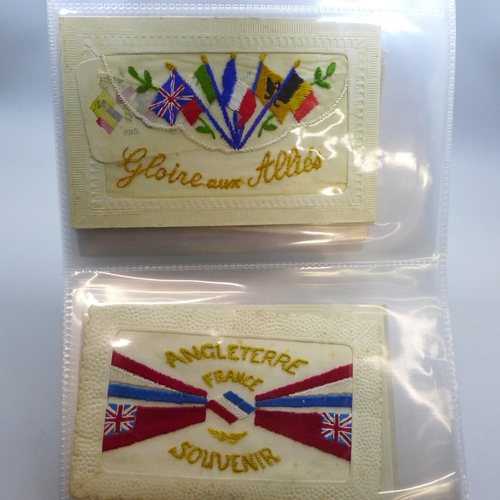 1915
Gloire aux Alliés
ANGLETERRE
FRANCE
SOUVENIR